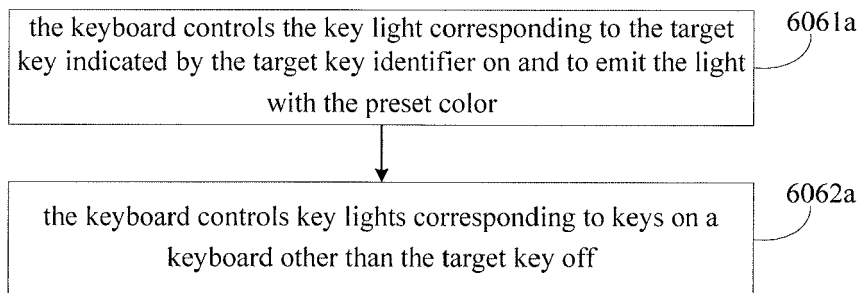 the keyboard controls the key light corresponding to the target
6061a
key indicated by the target key identifier on and to emit the light
with the preset color
6062a
the keyboard controls key lights corresponding to keys on a
keyboard other than the target key off